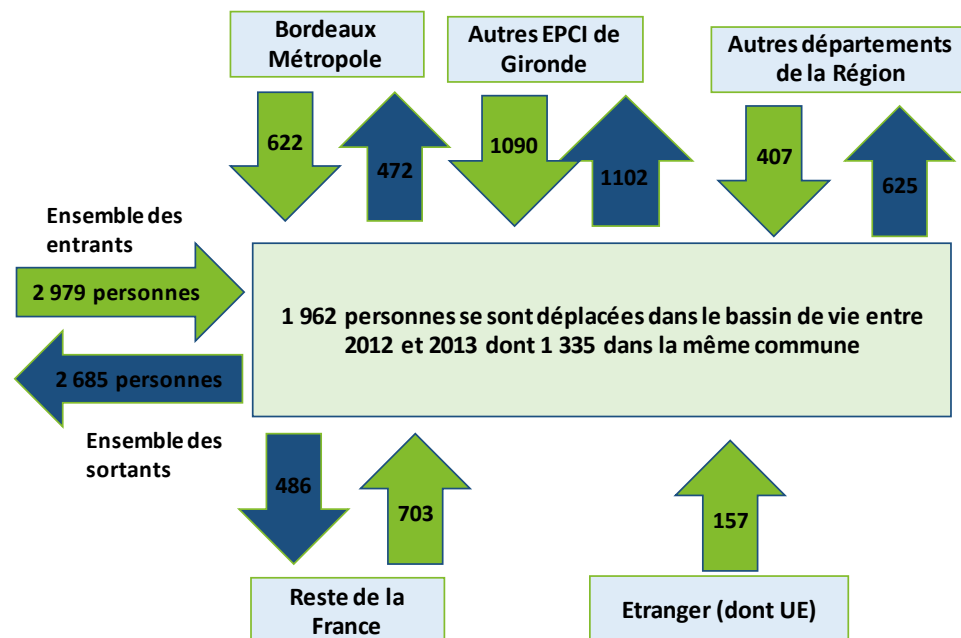 Bordeaux
Métropole
Autres EPCI de
Gironde
Autres départements
de la Région
622
472
1090
1102
407
625
Ensemble des
entrants
2 979 personnes
1 962 personnes se sont déplacées dans le bassin de vie entre
2012 et 2013 dont 1 335 dans la même commune
2 685 personnes
Ensemble des
sortants
486
703
157
Reste de la
France
Etranger (dont UE)